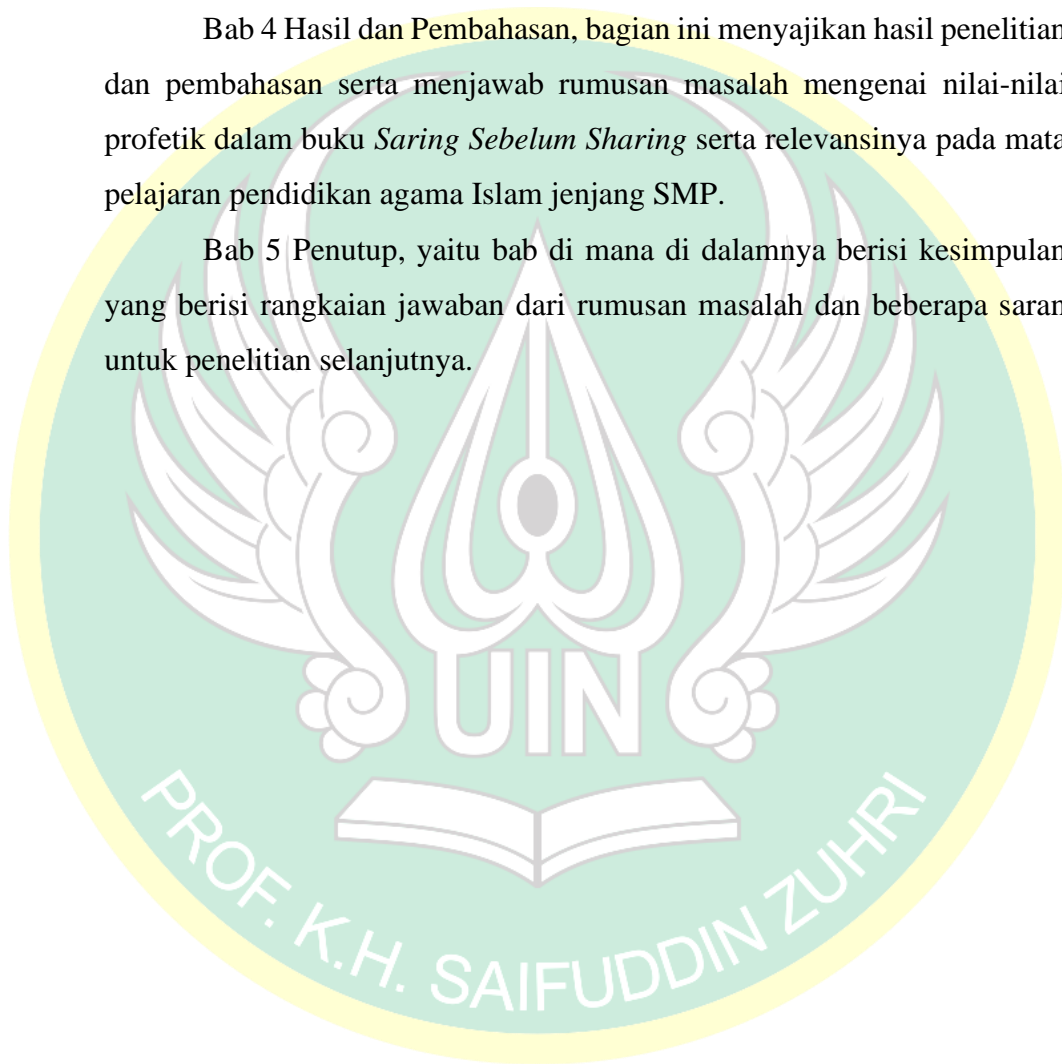 Bab 4 Hasil dan Pembahasan, bagian ini menyajikan hasil penelitian
dan pembahasan serta menjawab rumusan masalah mengenai nilai-nilai
profetik dalam buku Saring Sebelum Sharing serta relevansinya pada mata
pelajaran pendidikan agama Islam jenjang SMP.
Bab 5 Penutup, yaitu bab di mana di dalamnya berisi kesimpulan
yang berisi rangkaian jawaban dari rumusan masalah dan beberapa saran
untuk penelitian selanjutnya.
UIN
PROF. K.H. SAIFUDDIN ZUHRI